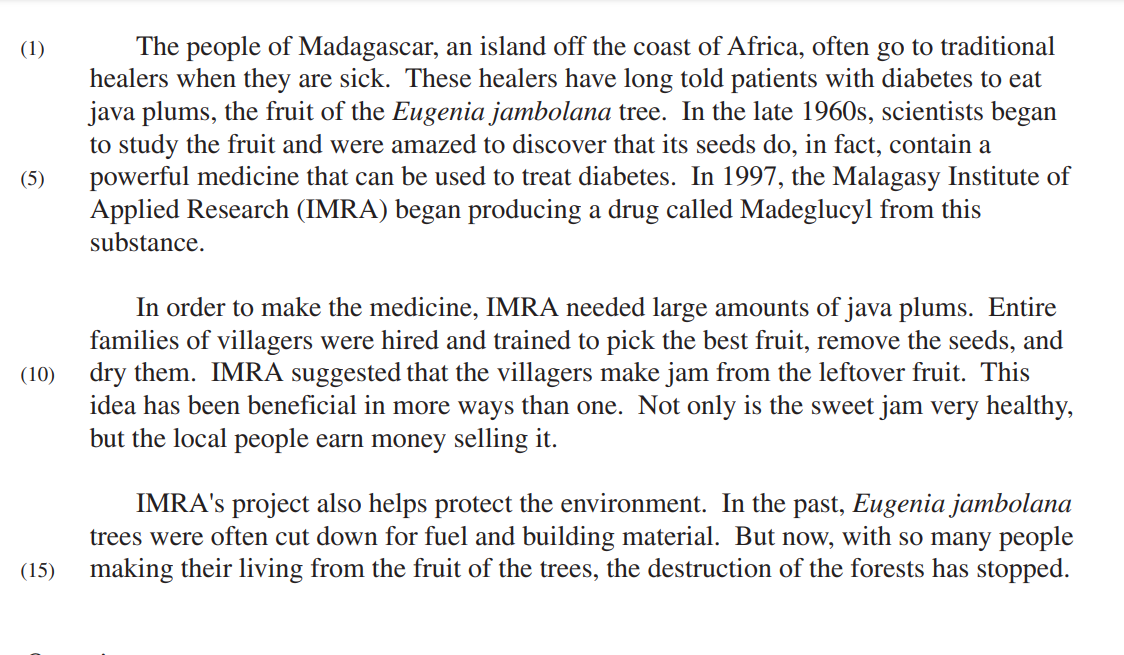 (1) The people of Madagascar, an island off the coast of Africa, often go to traditional
healers when they are sick. These healers have long told patients with diabetes to eat
java plums, the fruit of the Eugenia jambolana tree. In the late 1960s, scientists began
to study the fruit and were amazed to discover that its seeds do, in fact, contain a
(5) powerful medicine that can be used to treat diabetes. In 1997, the Malagasy Institute of
Applied Research (IMRA) began producing a drug called Madeglucyl from this
substance.
In order to make the medicine, IMRA needed large amounts of java plums. Entire
families of villagers were hired and trained to pick the best fruit, remove the seeds, and
(10) dry them. IMRA suggested that the villagers make jam from the leftover fruit. This
idea has been beneficial in more ways than one. Not only is the sweet jam very healthy,
but the local people earn money selling it.
IMRA's project also helps protect the environment. In the past, Eugenia jambolana
trees were often cut down for fuel and building material. But now, with so many people
(15) making their living from the fruit of the trees, the destruction of the forests has stopped.